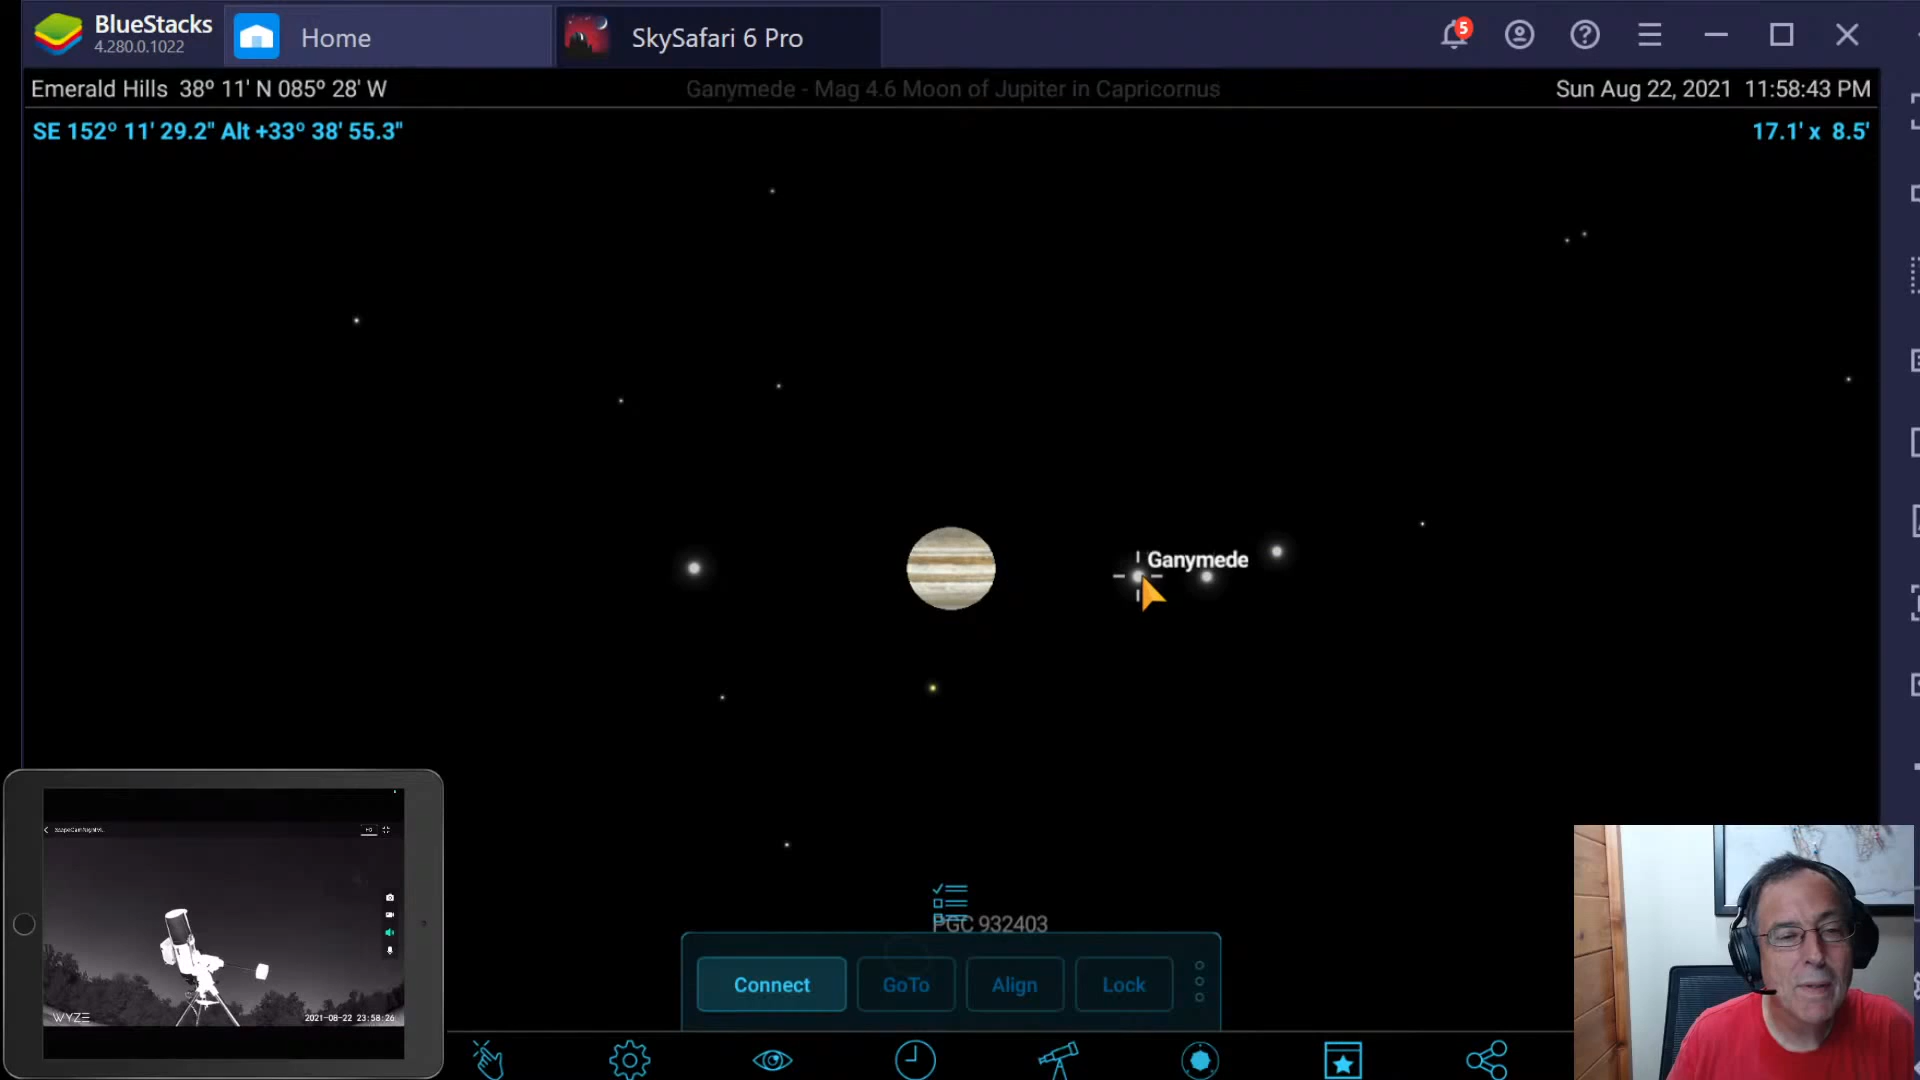 BlueStacks
4.280.0.1022
Home
SkySafari 6 Pro
5
Emerald Hills 38° 11' N 085° 28' W
Ganymede - Mag 4.6 Moon of Jupiter in Capricornus
Sun Aug 22, 2021 11:58:43 PM
SE 152° 11' 29.2" Alt +33° 38' 55.3"
17.1' x 8.5'
Ganymede
PGC 932403
Connect
GoTo
Align
Lock
HD
WYZE
2021-08-22 23:58:26